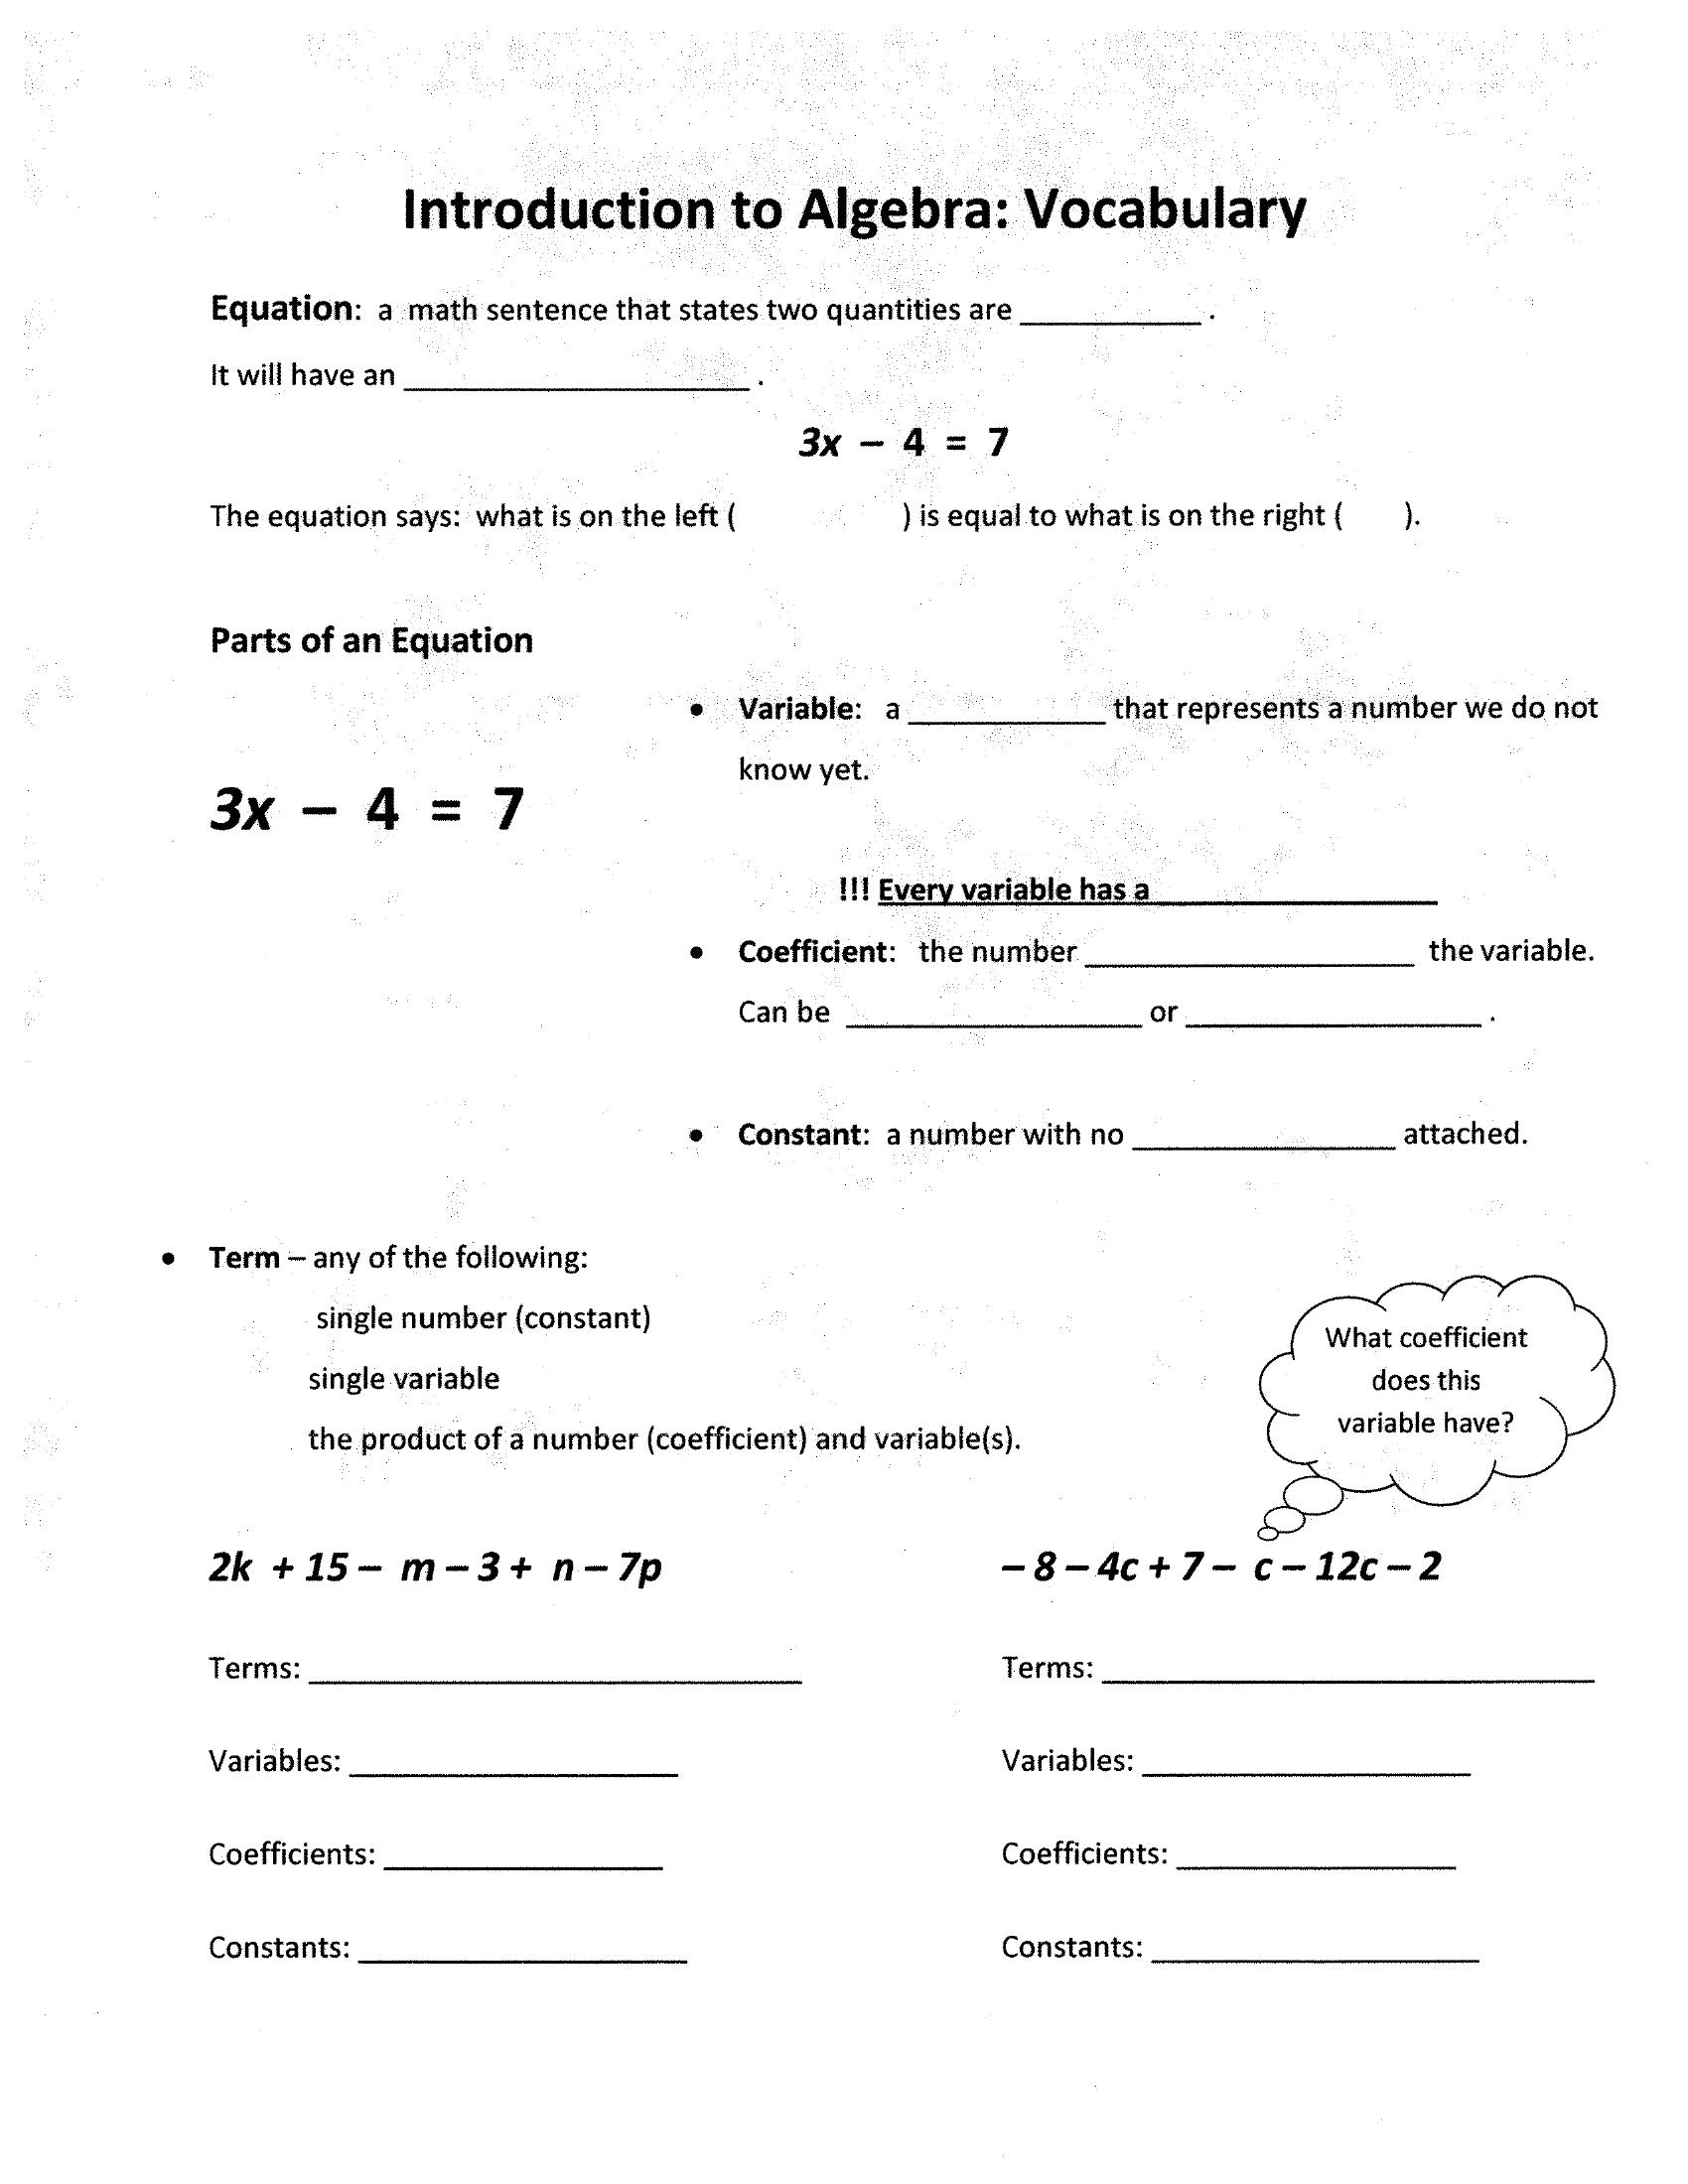 Introduction to Algebra: Vocabulary
Equation: a math sentence that states two quantities are ___________ .
It will have an _____________________ .
3x – 4 = 7
The equation says: what is on the left ( ) is equal to what is on the right ( ).
Parts of an Equation
• Variable: a ____________ that represents a number we do not
know yet.
3x – 4 = 7
!!! Every variable has a_________________
• Coefficient: the number ____________________ the variable.
Can be __________________ or __________________ .
• Constant: a number with no ________________ attached.
• Term – any of the following:
single number (constant)
single variable
the product of a number (coefficient) and variable(s).
What coefficient
does this
variable have?
2k + 15 – m – 3 + n – 7p
– 8 – 4c + 7 – c – 12c – 2
Terms: ______________________________
Terms: ______________________________
Variables: ____________________
Variables: ____________________
Coefficients: _________________
Coefficients: _________________
Constants: ____________________
Constants: ____________________